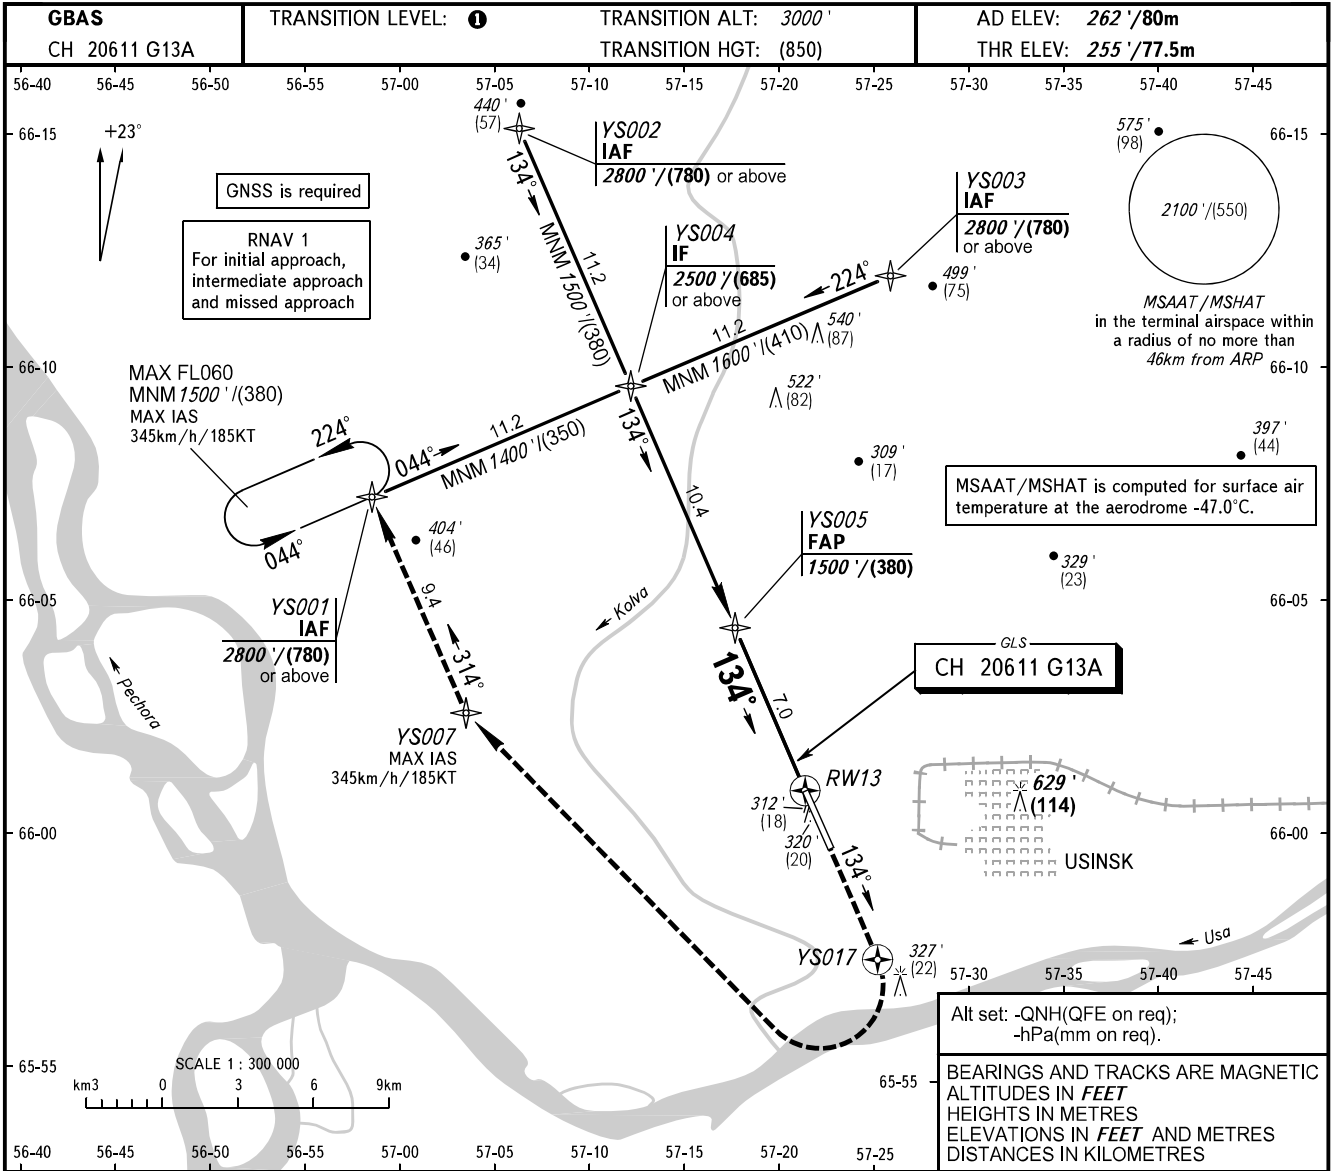 GBAS
CH 20611 G13A
TRANSITION LEVEL: ❶
TRANSITION ALT: 3000 '
TRANSITION HGT: (850)
AD ELEV: 262 '/80m
THR ELEV: 255 '/77.5m
56-40 56-45 56-50 56-55 57-00 57-05 57-10 57-15 57-20 57-25 57-30 57-35 57-40 57-45
66-15
66-15
+23°
GNSS is required
RNAV 1
For initial approach,
intermediate approach
and missed approach
440 '
(57)
YS002
IAF
2800 '/(780) or above
134°
MNM 1500 '/(380)
11.2
365 '
(34)
YS004
IF
2500 '/(685)
or above
YS003
IAF
2800 '/(780)
or above
224°
499 '
(75)
11.2
MNM 1600 '/(410)
540 '
(87)
522 '
(82)
575 '
(98)
2100 '/(550)
MSAAT/MSHAT
in the terminal airspace within
a radius of no more than
46km from ARP
66-10
66-10
MAX FL060
MNM 1500 '/(380)
MAX IAS
345km/h/185KT
224°
044°
044°
11.2
MNM 1400 '/(350)
134°
10.4
309 '
(17)
397 '
(44)
MSAAT/MSHAT is computed for surface air
temperature at the aerodrome -47.0°C.
404 '
(46)
YS005
FAP
1500 '/(380)
329 '
(23)
66-05
66-05
YS001
IAF
2800 '/(780)
or above
9.4
314°
Kolva
Pechora
GLS
CH 20611 G13A
134°
7.0
YS007
MAX IAS
345km/h/185KT
RW13
312 '
(18)
320 '
(20)
629 '
(114)
USINSK
66-00
66-00
134°
YS017
327 '
(22)
Usa
57-30 57-35 57-40 57-45
Alt set: -QNH(QFE on req);
-hPa(mm on req).
65-55
65-55
SCALE 1 : 300 000
km3 0 3 6 9km
BEARINGS AND TRACKS ARE MAGNETIC
ALTITUDES IN FEET
HEIGHTS IN METRES
ELEVATIONS IN FEET AND METRES
DISTANCES IN KILOMETRES
56-40 56-45 56-50 56-55 57-00 57-05 57-10 57-15 57-20 57-25